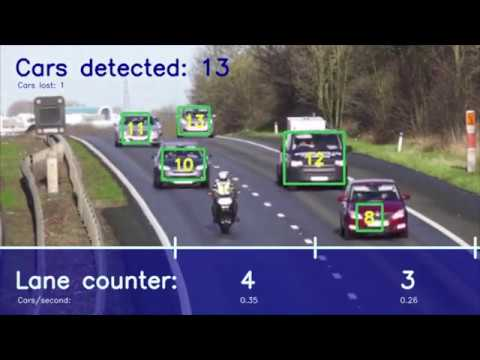 Cars detected: 13
Cars lost: 1
13
11
10
12
8
Lane counter: 4 3
Cars/second: 0.35 0.26